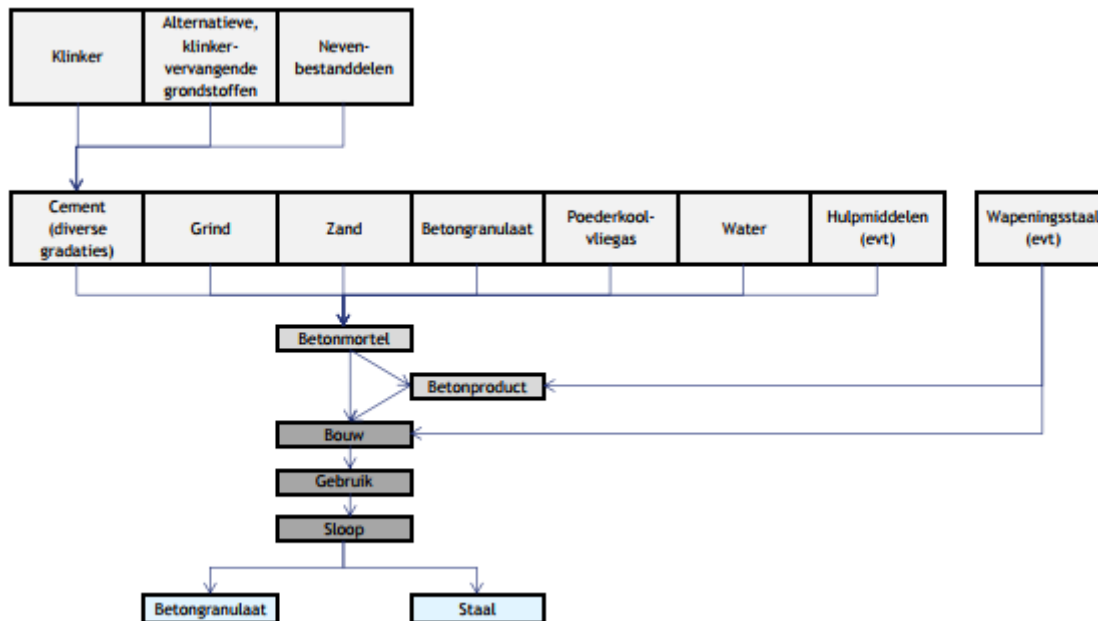 Klinker
Alternatieve,
klinker-
vervangende
grondstoffen
Neven-
bestanddelen
Cement
(diverse
gradaties)
Grind
Zand
Betongranulaat
Poederkool-
vliegas
Water
Hulpmiddelen
(evt)
Wapeningsstaal
(evt)
Betonmortel
Betonproduct
Bouw
Gebruik
Sloop
Betongranulaat
Staal